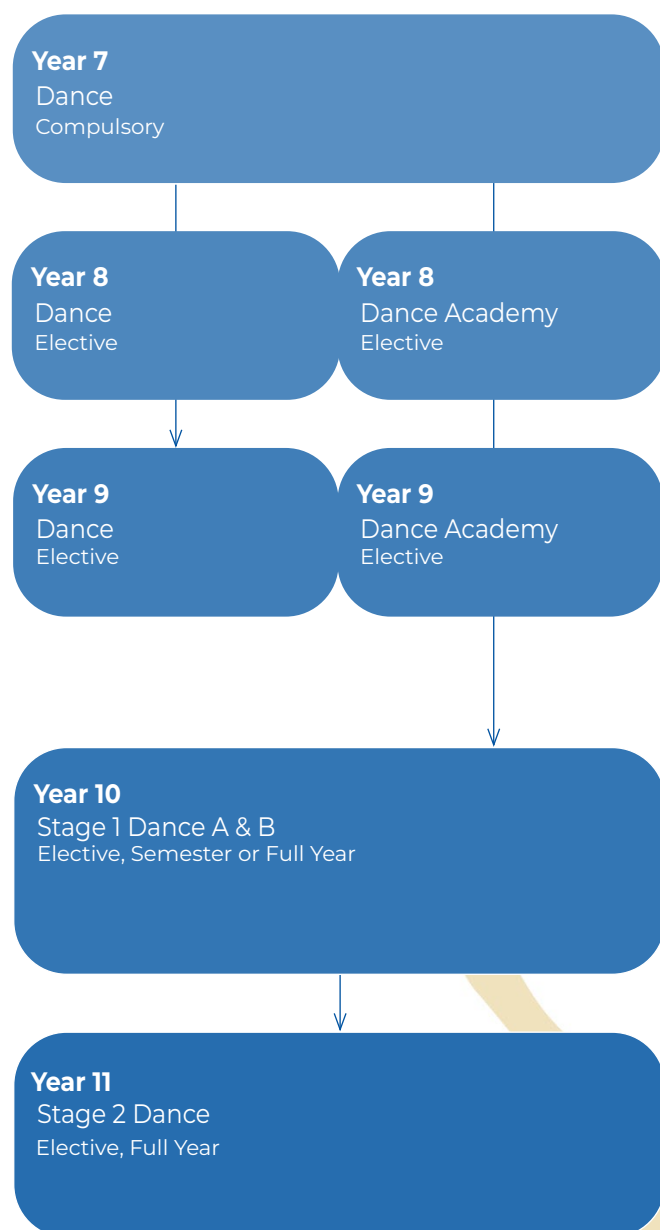 Year 7
Dance
Compulsory
Year 8
Dance
Elective
Year 8
Dance Academy
Elective
Year 9
Dance
Elective
Year 9
Dance Academy
Elective
Year 10
Stage 1 Dance A & B
Elective, Semester or Full Year
Year 11
Stage 2 Dance
Elective, Full Year